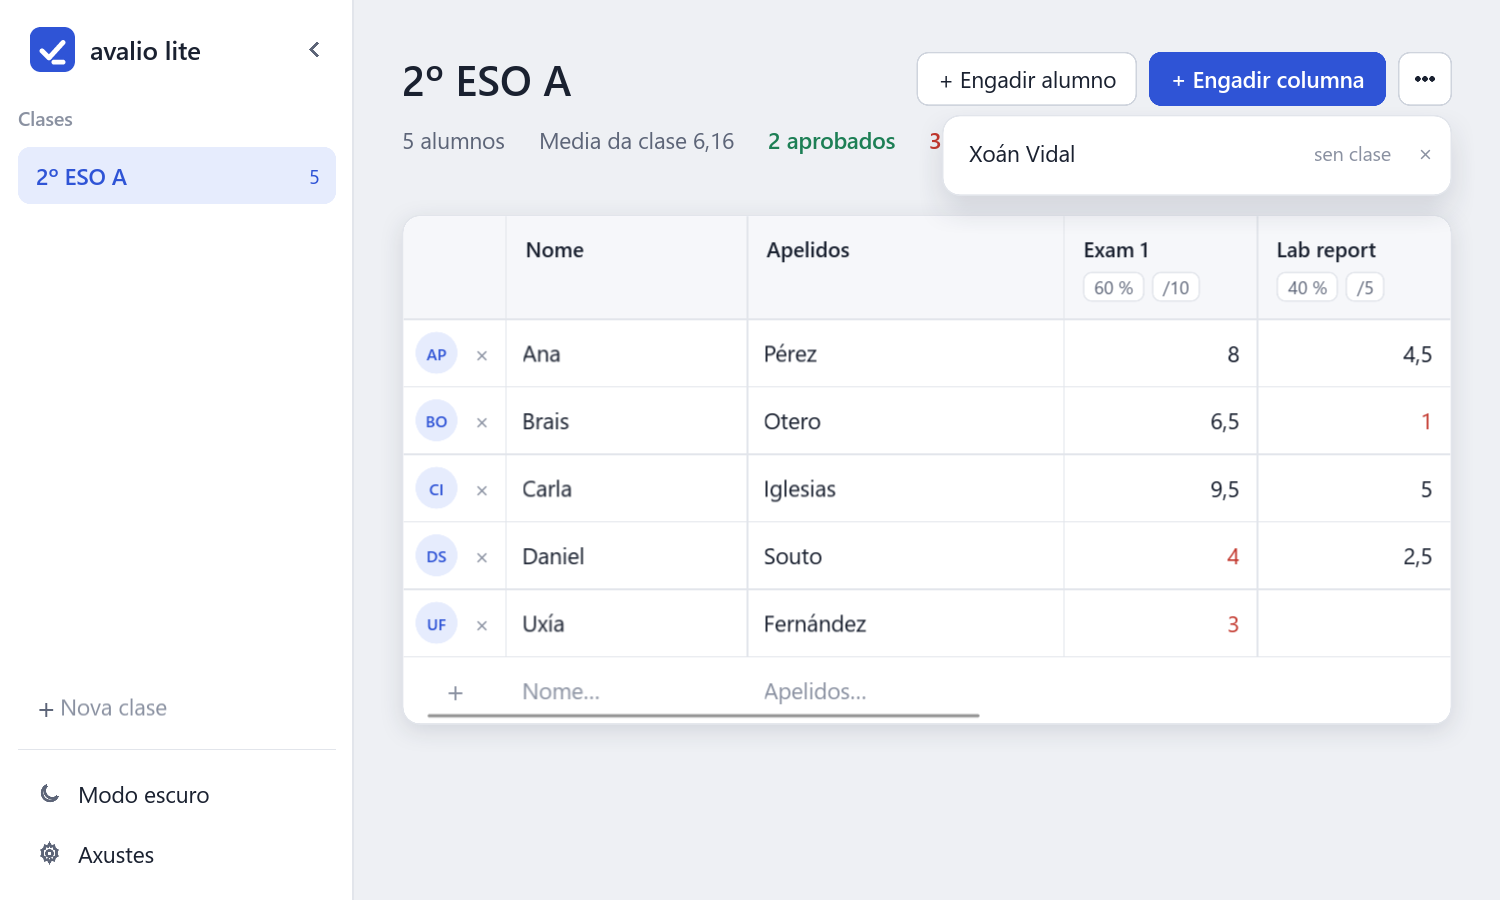 avalio lite
Clases
2º ESO A 5
+ Nova clase
Modo escuro
Axustes
2º ESO A
+ Engadir alumno
+ Engadir columna
•••
5 alumnos Media da clase 6,16 2 aprobados 3
Xoán Vidal sen clase ×
Nome Apelidos Exam 1 Lab report
60 % /10 40 % /5
AP × Ana Pérez 8 4,5
BO × Brais Otero 6,5 1
CI × Carla Iglesias 9,5 5
DS × Daniel Souto 4 2,5
UF × Uxía Fernández 3
+ Nome... Apelidos...